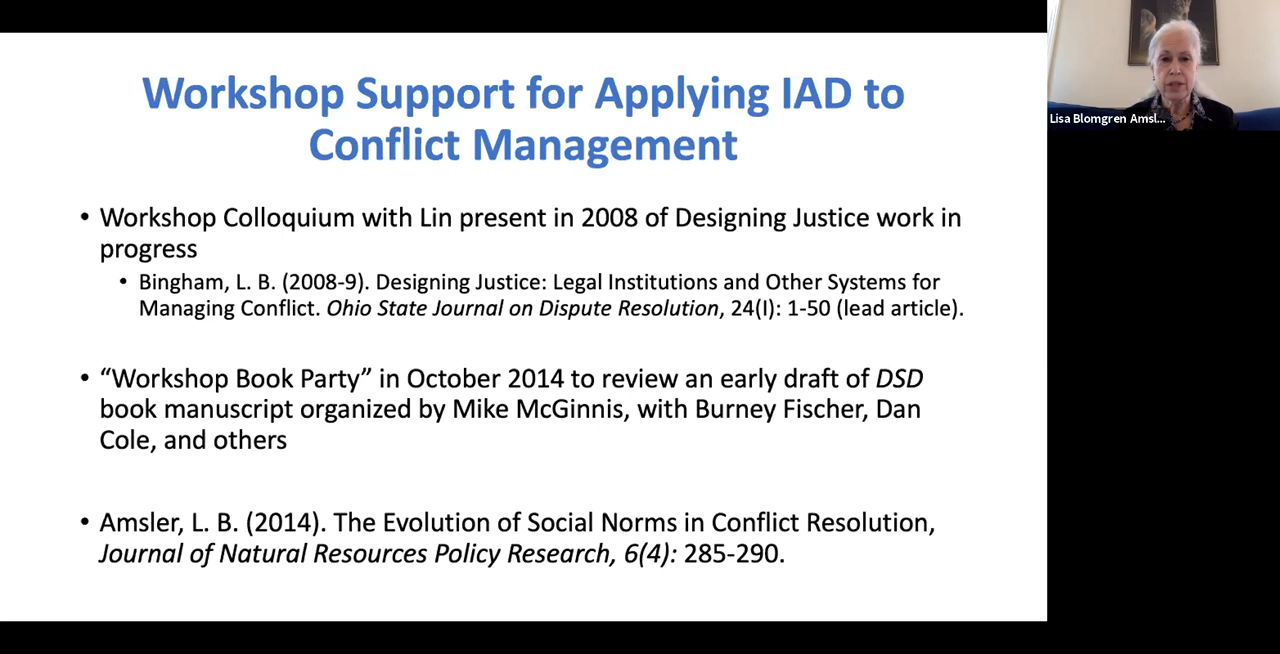 Workshop Support for Applying IAD to
Conflict Management
• Workshop Colloquium with Lin present in 2008 of Designing Justice work in
progress
• Bingham, L. B. (2008-9). Designing Justice: Legal Institutions and Other Systems for
Managing Conflict. Ohio State Journal on Dispute Resolution, 24(I): 1-50 (lead article).
• “Workshop Book Party” in October 2014 to review an early draft of DSD
book manuscript organized by Mike McGinnis, with Burney Fischer, Dan
Cole, and others
• Amsler, L. B. (2014). The Evolution of Social Norms in Conflict Resolution,
Journal of Natural Resources Policy Research, 6(4): 285-290.
Lisa Blomgren Amsl...